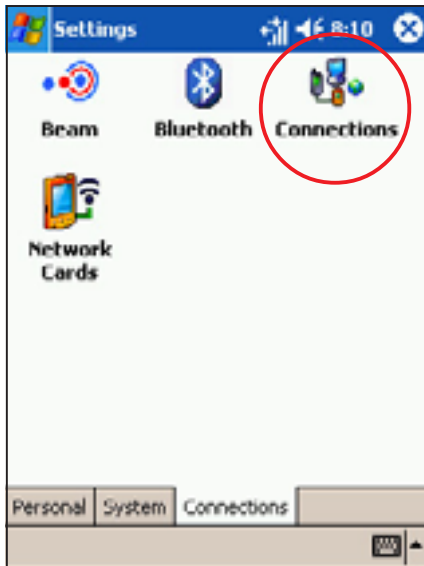 Settings 8:10
Beam Bluetooth Connections
Network
Cards
Personal System Connections